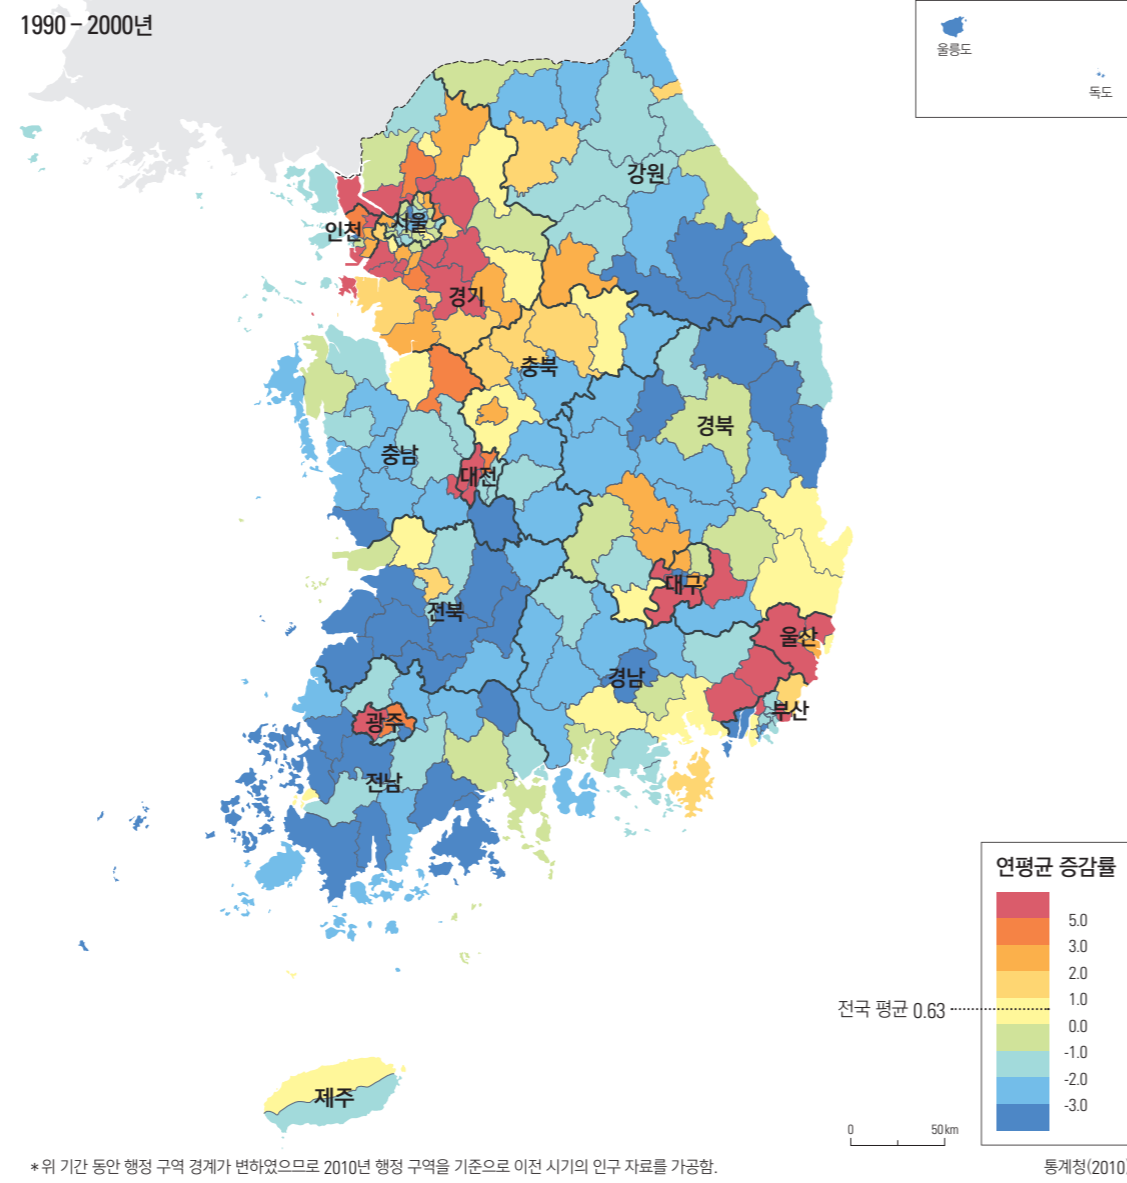 1990 – 2000년
울릉도
독도
강원
서울
인천
경기
충북
경북
충남
대전
대구
전북
울산
경남
부산
광주
전남
제주
연평균 증감률
5.0
3.0
2.0
1.0
전국 평균 0.63
0.0
-1.0
-2.0
-3.0
0 50km
*위 기간 동안 행정 구역 경계가 변하였으므로 2010년 행정 구역을 기준으로 이전 시기의 인구 자료를 가공함.
통계청(2010)